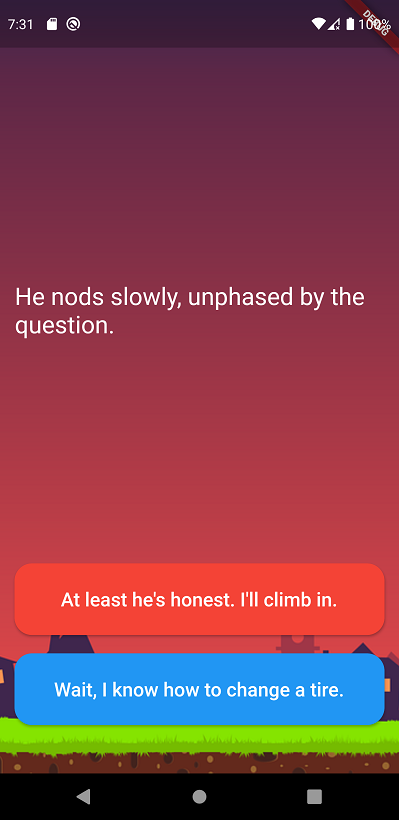 7:31
100%
DEBUG
He nods slowly, unphased by the
question.
At least he's honest. I'll climb in.
Wait, I know how to change a tire.